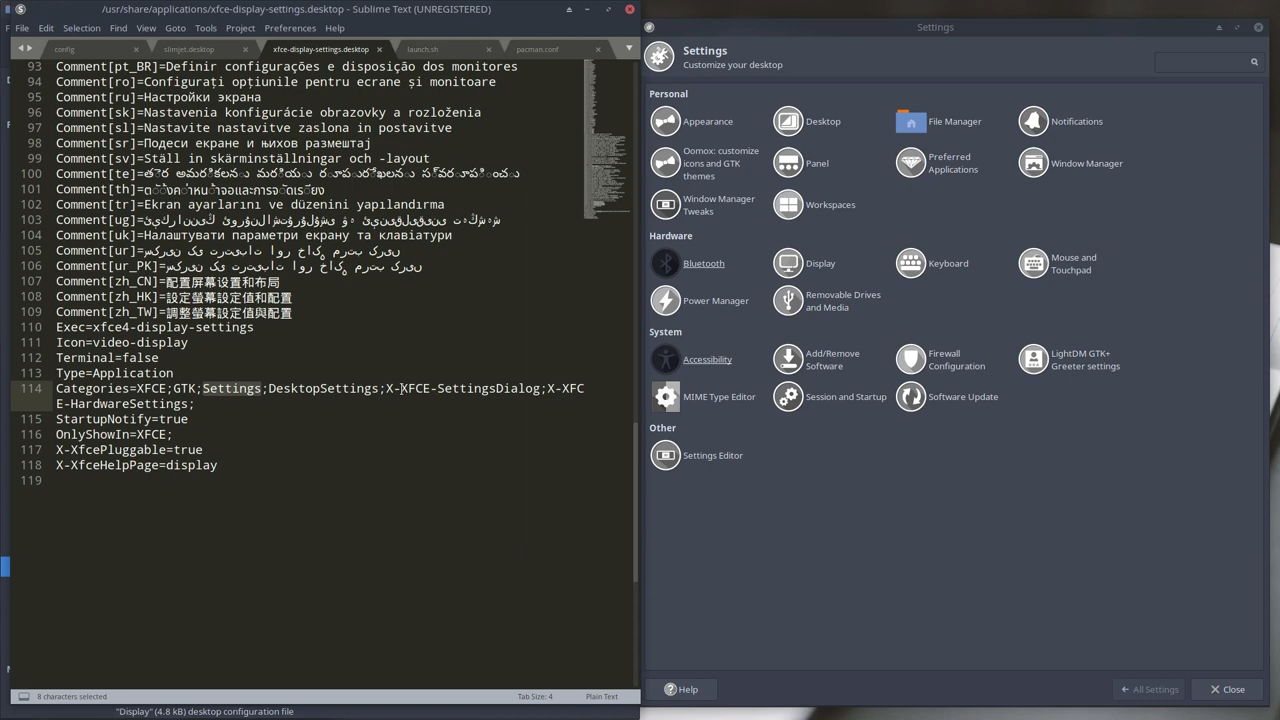 /usr/share/applications/xfce-display-settings.desktop - Sublime Text (UNREGISTERED)
File Edit Selection Find View Goto Tools Project Preferences Help
config slimjet.desktop xfce-display-settings.desktop launch.sh pacman.conf
93 Comment[pt_BR]=Definir configurações e disposição dos monitores
94 Comment[ro]=Configurați opțiunile pentru ecrane și monitoare
95 Comment[ru]=Настройки экрана
96 Comment[sk]=Nastavenia konfigurácie obrazovky a rozloženia
97 Comment[sl]=Nastavite nastavitve zaslona in postavitve
98 Comment[sr]=Подеси екране и њихов размештај
99 Comment[sv]=Ställ in skärminställningar och -layout
100 Comment[te]=
101 Comment[th]=
102 Comment[tr]=Ekran ayarlarını ve düzenini yapılandırma
103 Comment[ug]=
104 Comment[uk]=Налаштувати параметри екрану та клавіатури
105 Comment[ur]=سکرین کی ترتیبات اور خاکہ مرتب کریں
106 Comment[ur_PK]=سکرین کی ترتیبات اور خاکہ مرتب کریں
107 Comment[zh_CN]=配置屏幕设置和布局
108 Comment[zh_HK]=設定螢幕設定值和配置
109 Comment[zh_TW]=調整螢幕設定值與配置
110 Exec=xfce4-display-settings
111 Icon=video-display
112 Terminal=false
113 Type=Application
114 Categories=XFCE;GTK;Settings;DesktopSettings;X-XFCE-SettingsDialog;X-XFC
E-HardwareSettings;
115 StartupNotify=true
116 OnlyShowIn=XFCE;
117 X-XfcePluggable=true
118 X-XfceHelpPage=display
119
8 characters selected Tab Size: 4 Plain Text
"Display" (4.8 kB) desktop configuration file
Settings
Settings
Customize your desktop
Personal
Appearance Desktop File Manager Notifications
Oomox: customize
icons and GTK
themes
Panel
Preferred
Applications
Window Manager
Window Manager
Tweaks
Workspaces
Hardware
Bluetooth Display Keyboard
Mouse and
Touchpad
Power Manager
Removable Drives
and Media
System
Accessibility
Add/Remove
Software
Firewall
Configuration
LightDM GTK+
Greeter settings
MIME Type Editor Session and Startup Software Update
Other
Settings Editor
Help All Settings Close